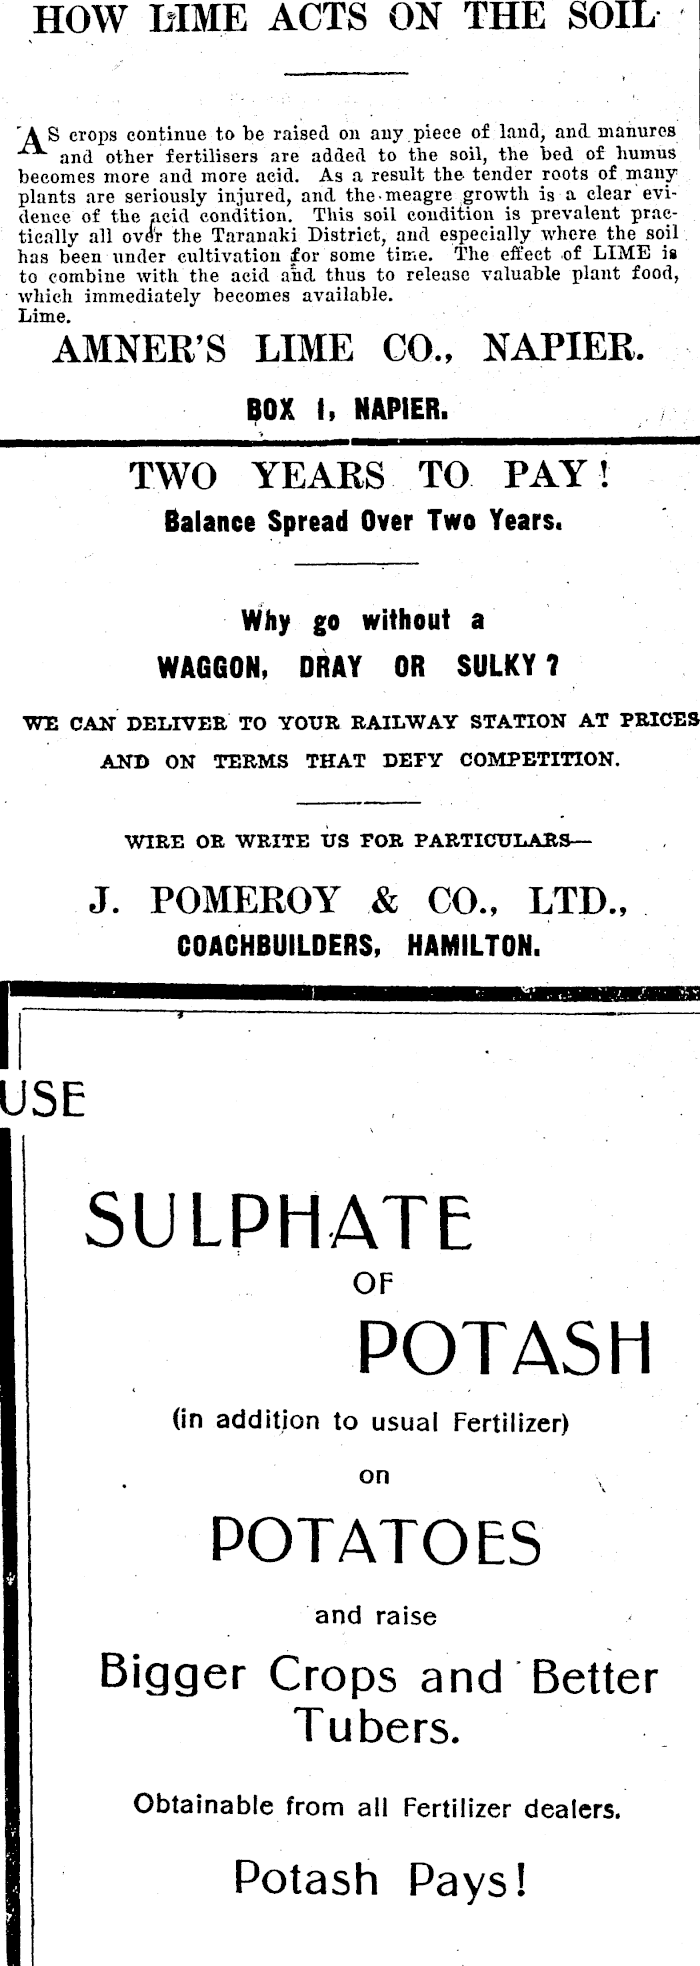 HOW LIME ACTS ON THE SOIL
AS crops continue to be raised on any piece of land, and manures
and other fertilisers are added to the soil, the bed of humus
becomes more and more acid. As a result the tender roots of many
plants are seriously injured, and the meagre growth is a clear evi-
dence of the acid condition. This soil condition is prevalent prac-
tically all over the Taranaki District, and especially where the soil
has been under cultivation for some time. The effect of LIME is
to combine with the acid and thus to release valuable plant food,
which immediately becomes available.
Lime.
AMNER'S LIME CO., NAPIER.
BOX 1, NAPIER.
TWO YEARS TO PAY!
Balance Spread Over Two Years.
Why go without a
WAGGON, DRAY OR SULKY?
WE CAN DELIVER TO YOUR RAILWAY STATION AT PRICES
AND ON TERMS THAT DEFY COMPETITION.
WIRE OR WRITE US FOR PARTICULARS—
J. POMEROY & CO., LTD.,
COACHBUILDERS, HAMILTON.
USE
SULPHATE
OF
POTASH
(in addition to usual Fertilizer)
on
POTATOES
and raise
Bigger Crops and Better
Tubers.
Obtainable from all Fertilizer dealers.
Potash Pays!